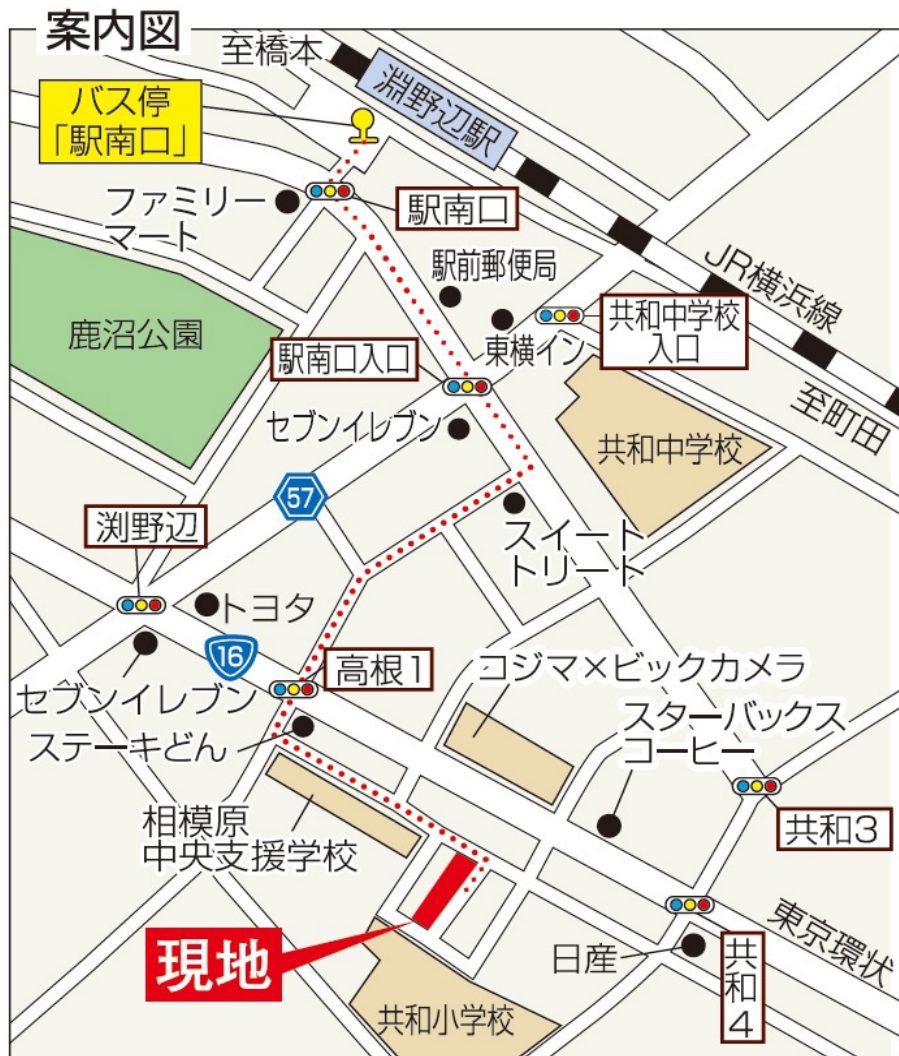 案内図
至橋本
淵野辺駅
バス停
「駅南口」
ファミリー
マート
駅南口
駅前郵便局
JR横浜線
鹿沼公園
駅南口入口
東横イン
共和中学校
入口
至町田
セブンイレブン
共和中学校
57
渕野辺
スイート
トリート
トヨタ
16
高根1
コジマ×ビックカメラ
セブンイレブン
ステーキどん
スターバックス
コーヒー
相模原
中央支援学校
共和3
現地
日産
共和4
東京環状
共和小学校